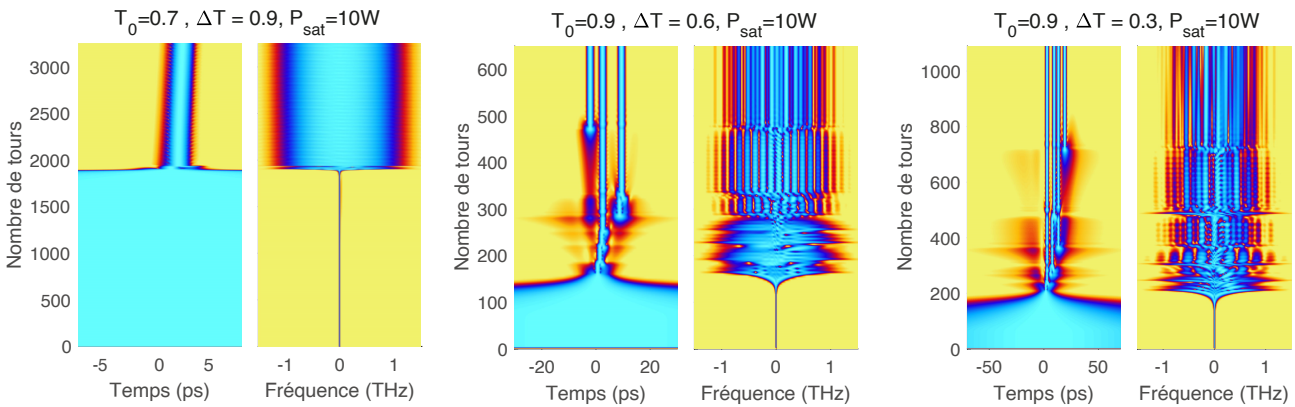 T0=0.7 , ΔT = 0.9, Psat=10W
Nombre de tours
3000
2500
2000
1500
1000
500
0
-5 0 5
Temps (ps)
-1 0 1
Fréquence (THz)
T0=0.9 , ΔT = 0.6, Psat=10W
Nombre de tours
600
500
400
300
200
100
0
-20 0 20
Temps (ps)
-1 0 1
Fréquence (THz)
T0=0.9 , ΔT = 0.3, Psat=10W
Nombre de tours
1000
800
600
400
200
0
-50 0 50
Temps (ps)
-1 0 1
Fréquence (THz)